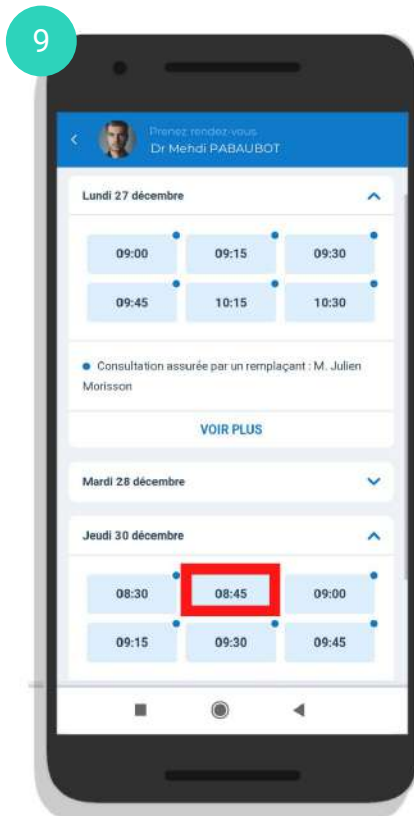 9
Prenez rendez-vous
Dr Mehdi PABAUBOT
Lundi 27 décembre
09:00 09:15 09:30
09:45 10:15 10:30
Consultation assurée par un remplaçant : M. Julien
Morisson
VOIR PLUS
Mardi 28 décembre
Jeudi 30 décembre
08:30 08:45 09:00
09:15 09:30 09:45